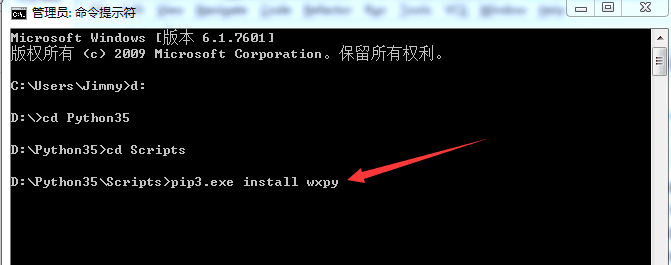 管理员: 命令提示符
Microsoft Windows [版本 6.1.7601]
版权所有 (c) 2009 Microsoft Corporation。保留所有权利。
C:\Users\Jimmy>d:
D:\>cd Python35
D:\Python35>cd Scripts
D:\Python35\Scripts>pip3.exe install wxpy